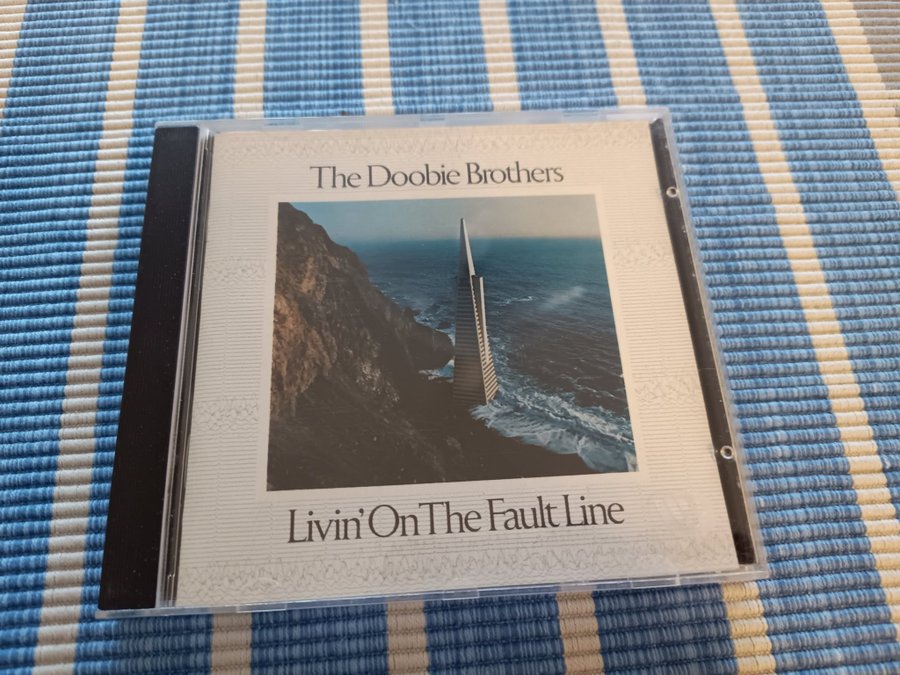 The Doobie Brothers
Livin' On The Fault Line